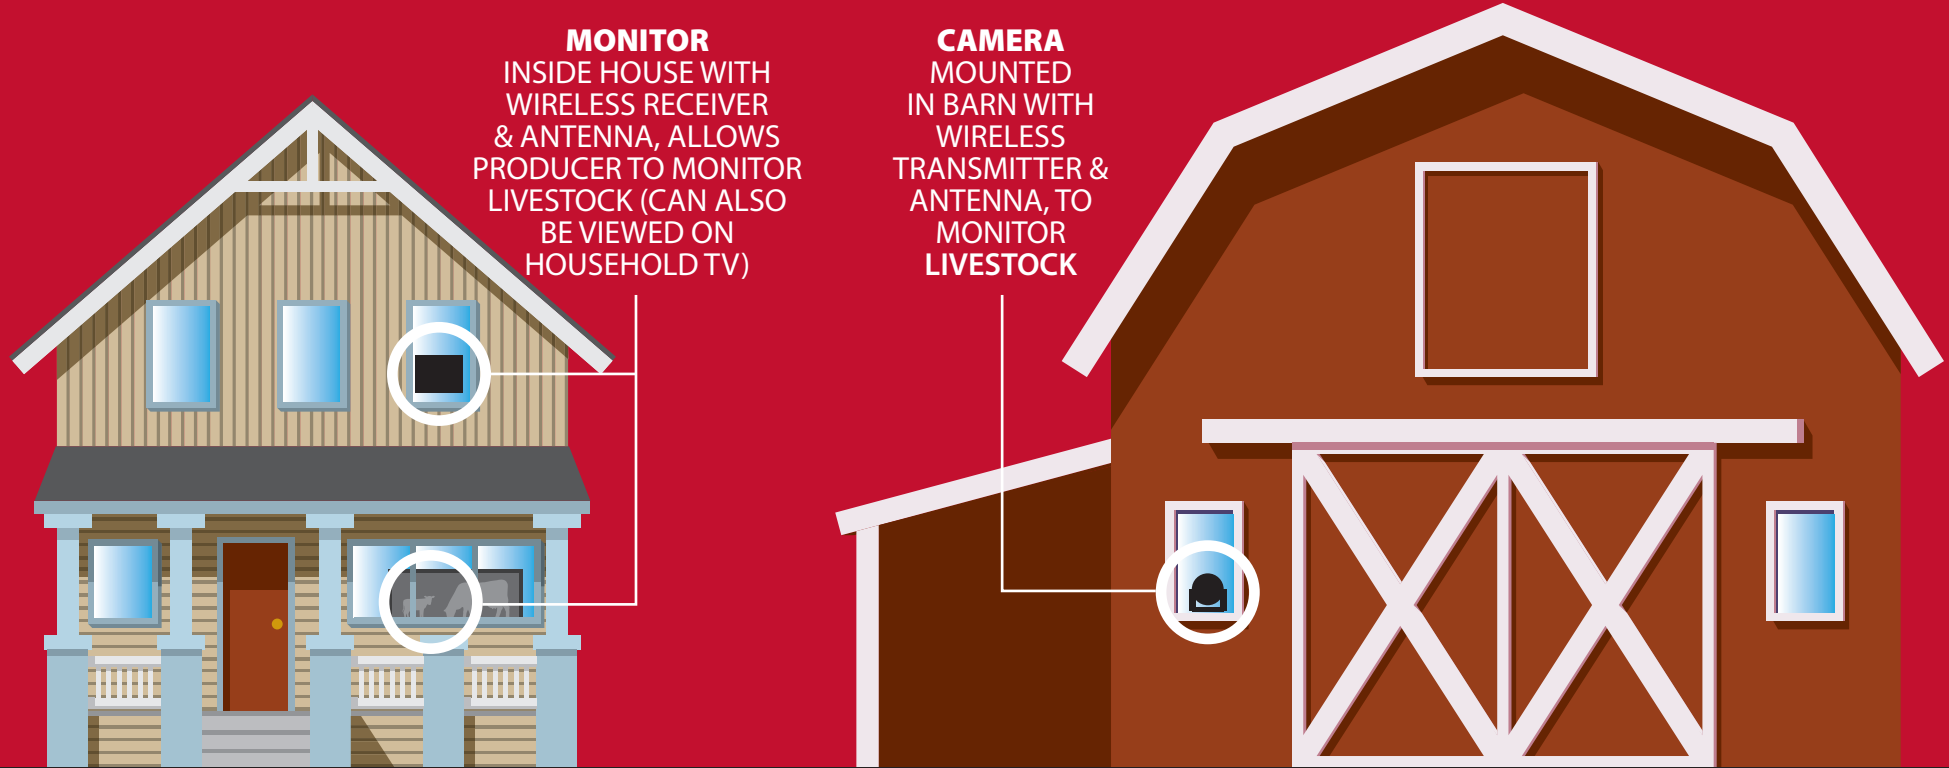 MONITOR
INSIDE HOUSE WITH
WIRELESS RECEIVER
& ANTENNA, ALLOWS
PRODUCER TO MONITOR
LIVESTOCK (CAN ALSO
BE VIEWED ON
HOUSEHOLD TV)
CAMERA
MOUNTED
IN BARN WITH
WIRELESS
TRANSMITTER &
ANTENNA, TO
MONITOR
LIVESTOCK